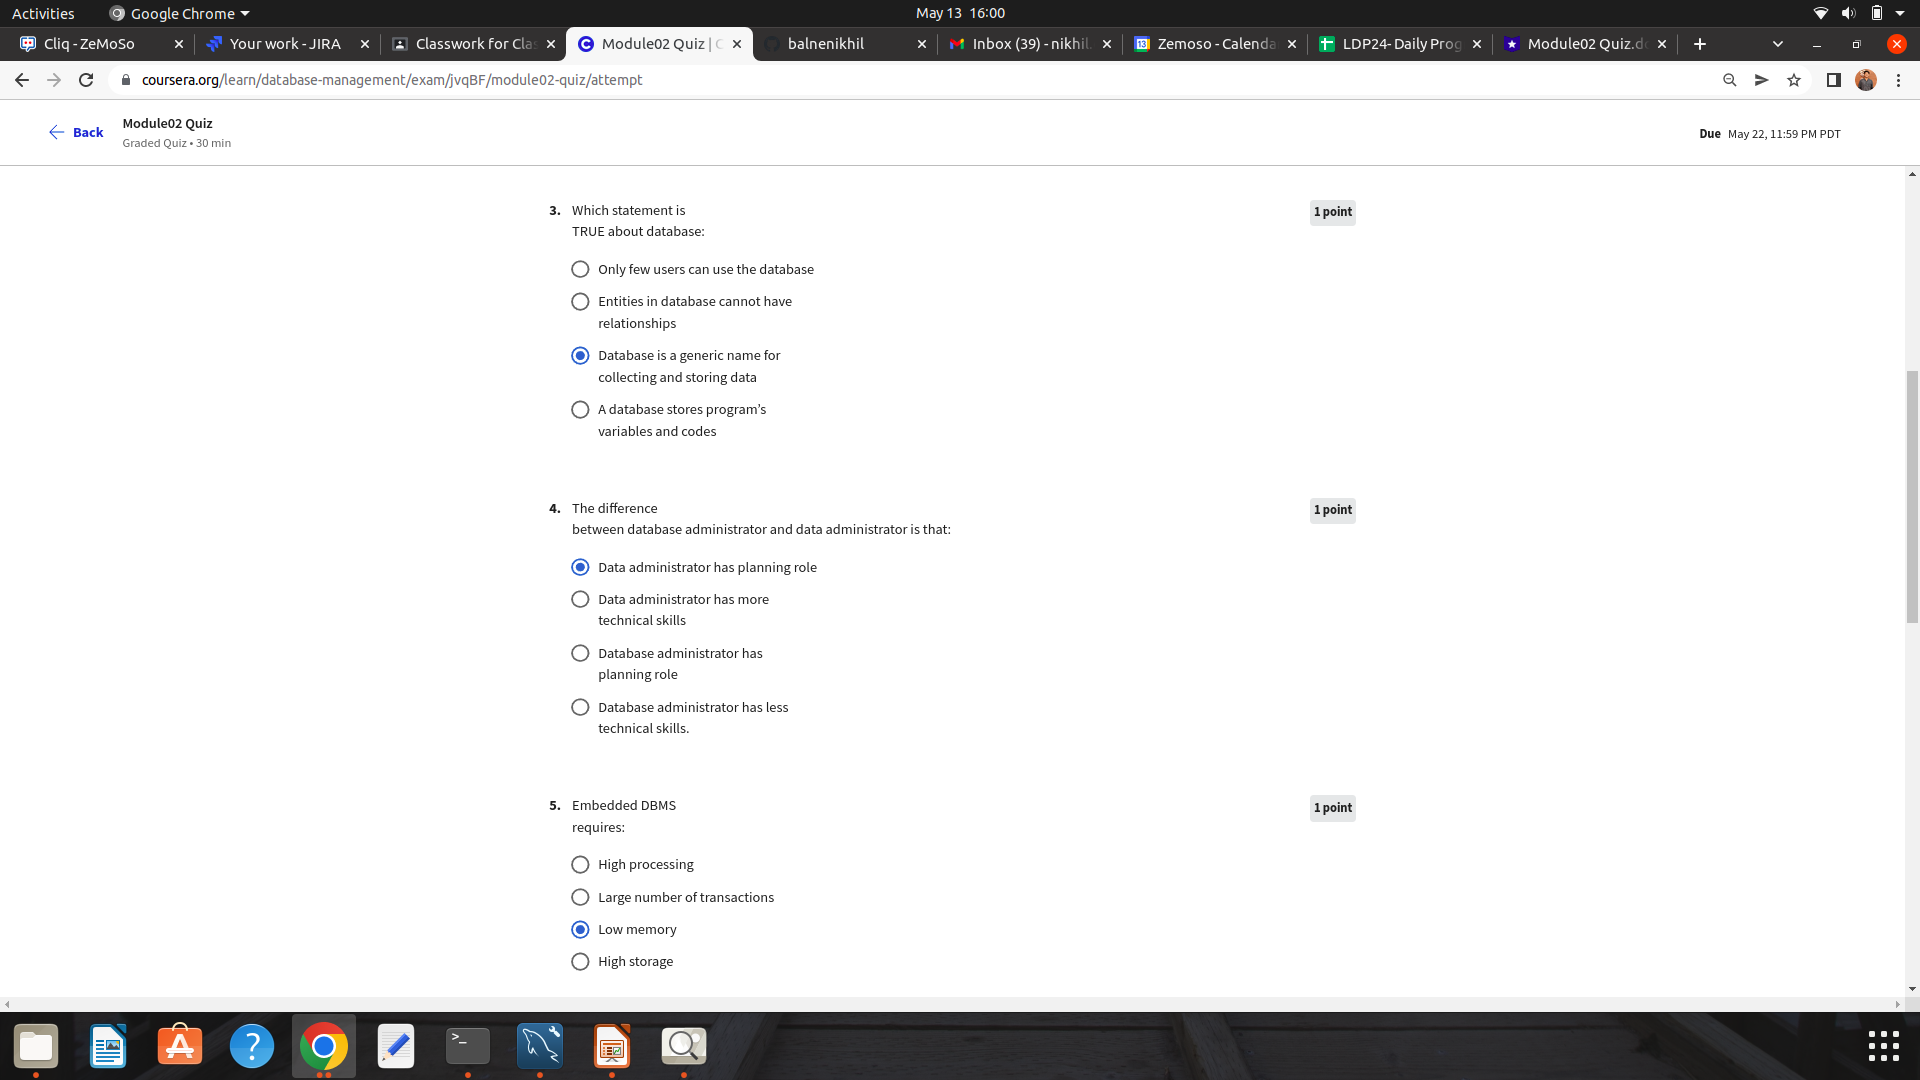 Activities
Google Chrome
May 13 16:00
Cliq - ZeMoSo
Your work - JIRA
Classwork for Clas
Module02 Quiz | C
balnenikhil
Inbox (39) - nikhil.
Zemoso - Calenda
LDP24- Daily Prog
Module02 Quiz.do
coursera.org/learn/database-management/exam/jvqBF/module02-quiz/attempt
Back
Module02 Quiz
Graded Quiz • 30 min
Due May 22, 11:59 PM PDT
3. Which statement is
TRUE about database:
1 point
Only few users can use the database
Entities in database cannot have
relationships
Database is a generic name for
collecting and storing data
A database stores program’s
variables and codes
4. The difference
between database administrator and data administrator is that:
1 point
Data administrator has planning role
Data administrator has more
technical skills
Database administrator has
planning role
Database administrator has less
technical skills.
5. Embedded DBMS
requires:
1 point
High processing
Large number of transactions
Low memory
High storage